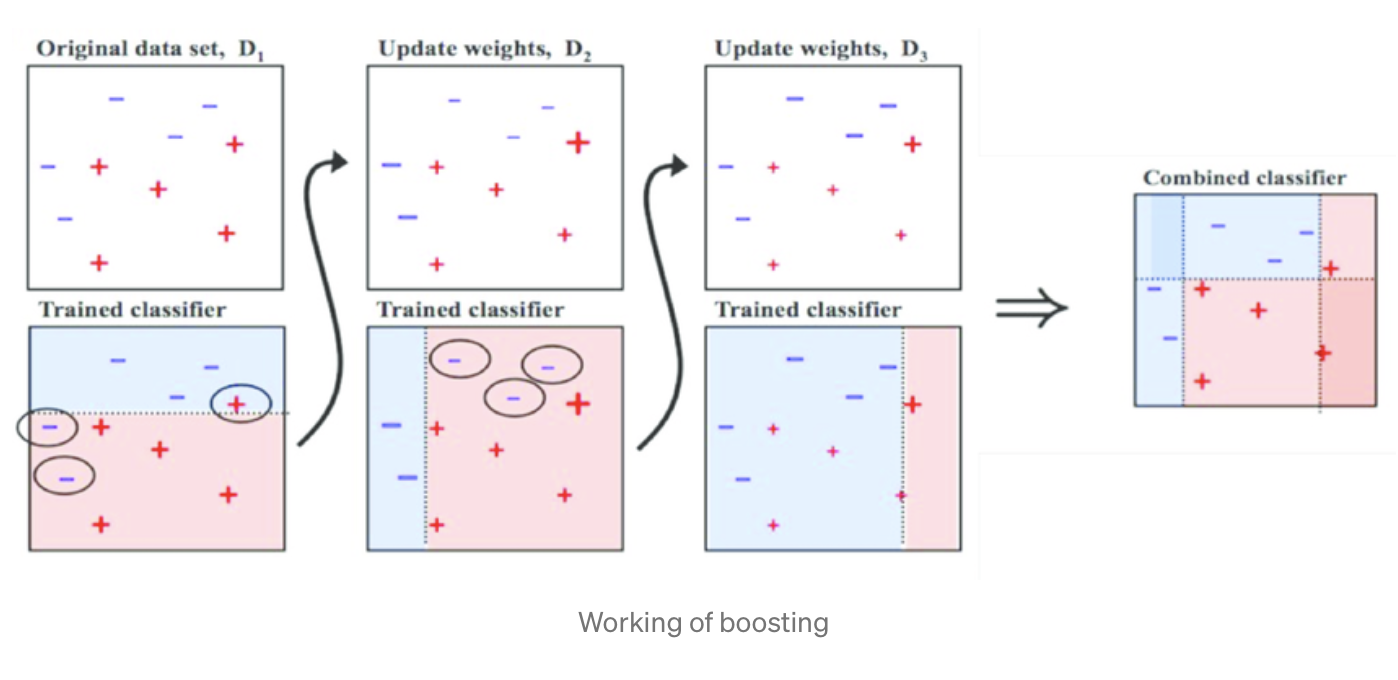 Original data set, D₁
Update weights, D₂
Update weights, D₃
Trained classifier
Trained classifier
Trained classifier
Combined classifier
Working of boosting